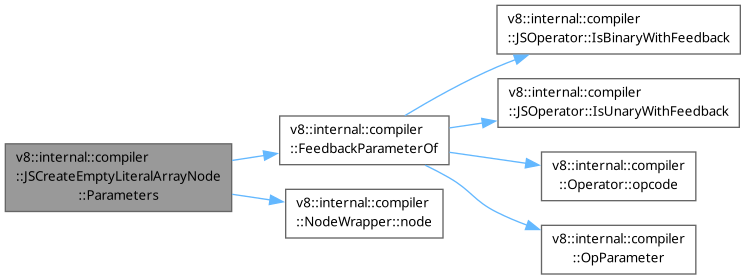 v8::internal::compiler
::JSCreateEmptyLiteralArrayNode
::Parameters
v8::internal::compiler
::FeedbackParameterOf
v8::internal::compiler
::NodeWrapper::node
v8::internal::compiler
::JSOperator::IsBinaryWithFeedback
v8::internal::compiler
::JSOperator::IsUnaryWithFeedback
v8::internal::compiler
::Operator::opcode
v8::internal::compiler
::OpParameter